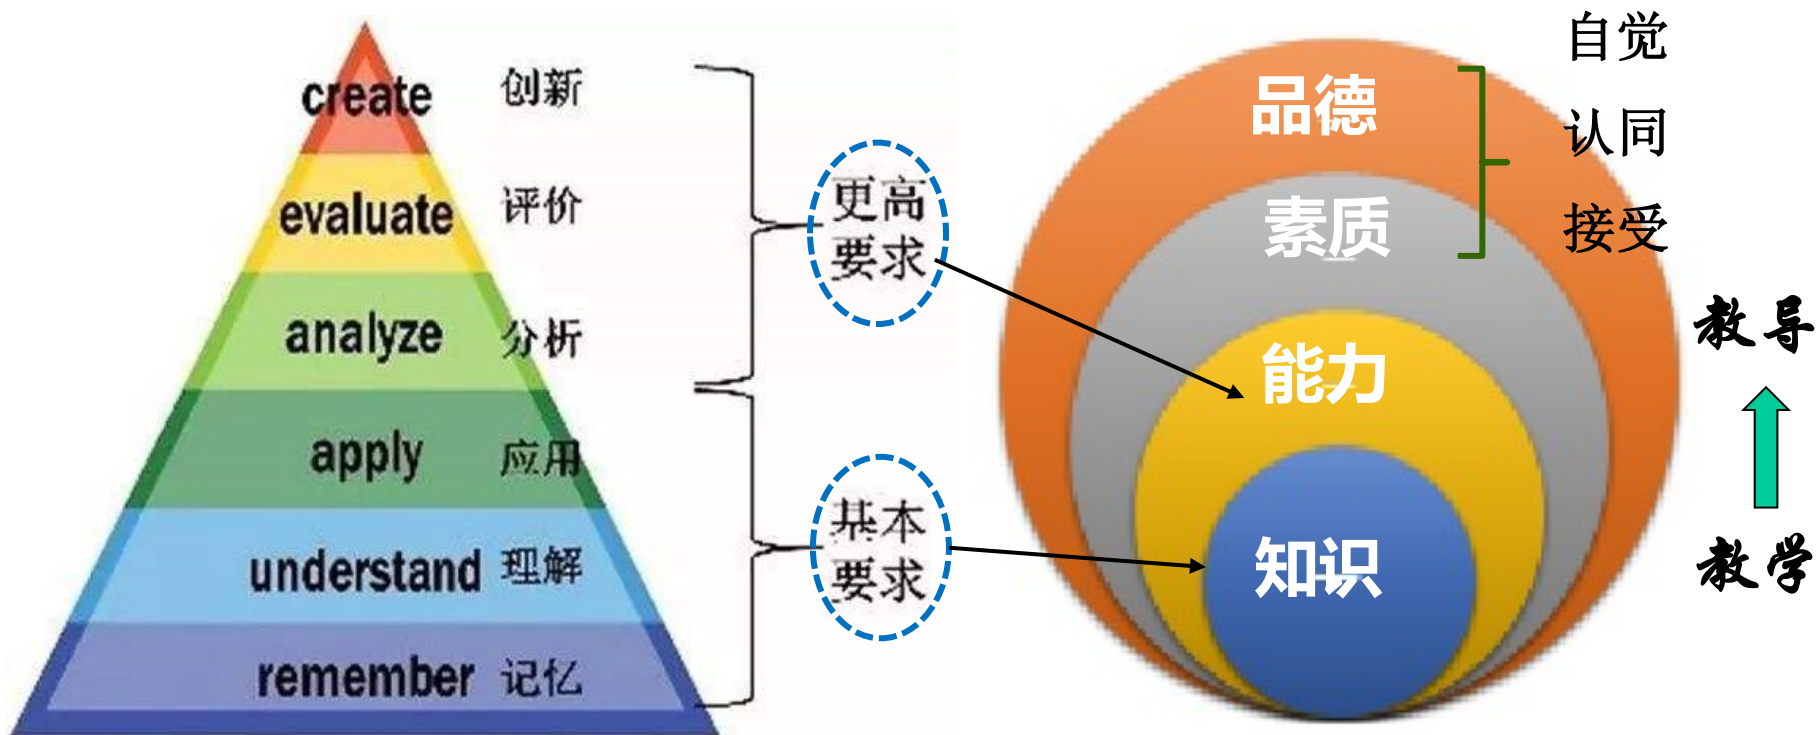 create 创新
evaluate 评价
analyze 分析
apply 应用
understand 理解
remember 记忆
更高
要求
基本
要求
品德
素质
能力
知识
自觉
认同
接受
教导
教学